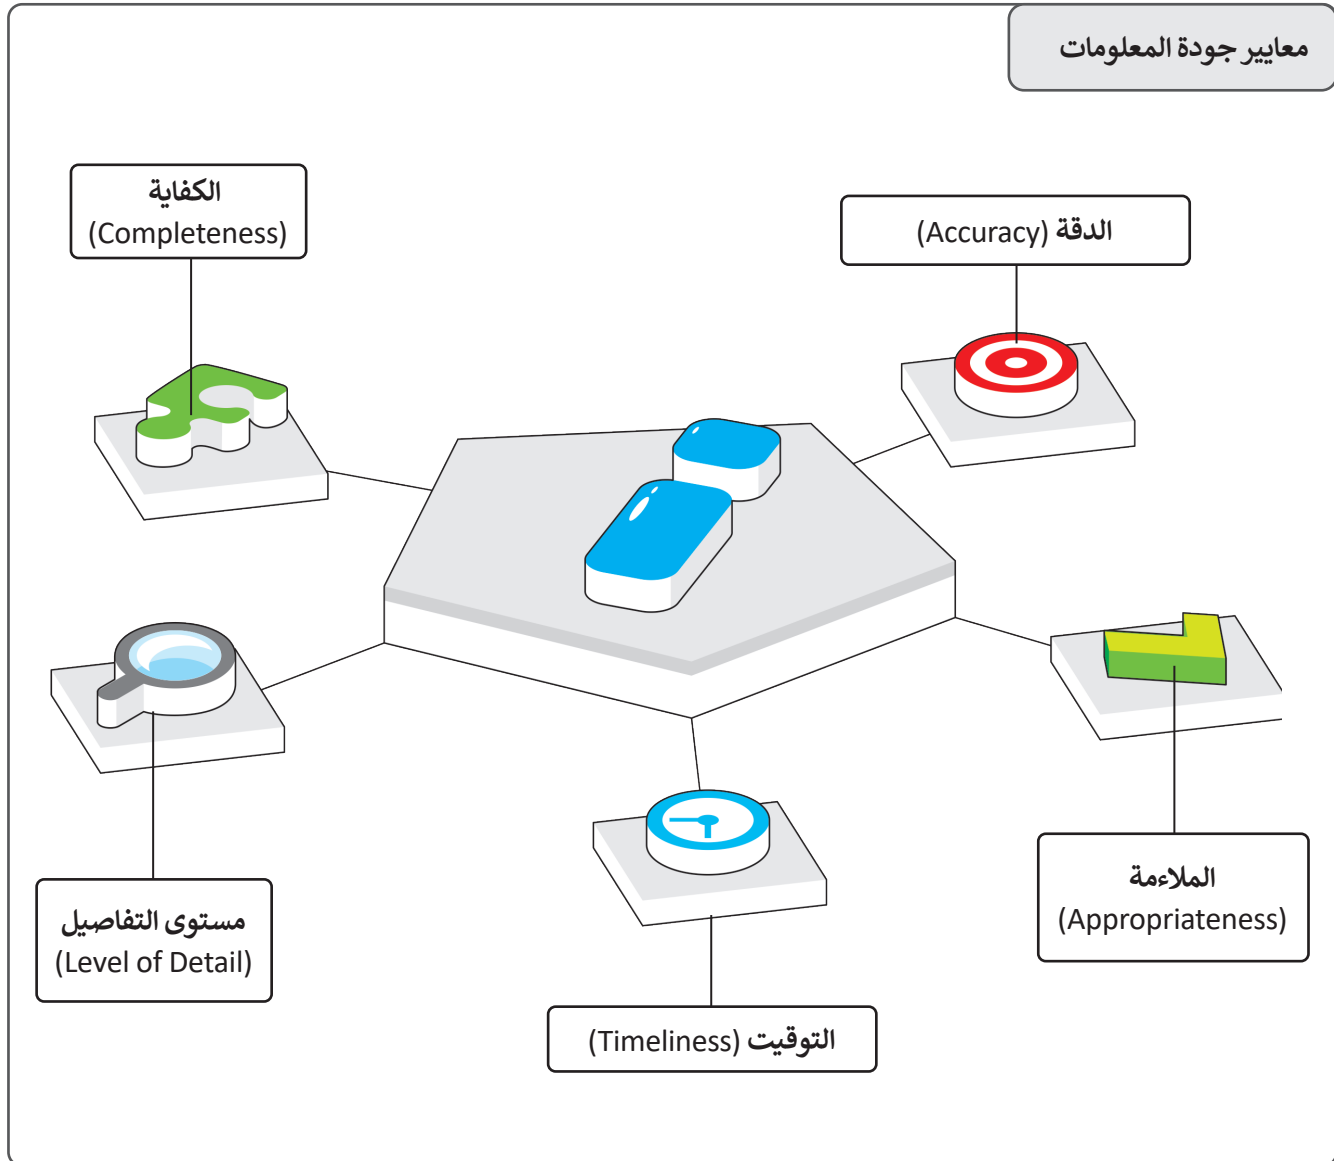 معايير جودة المعلومات
الدقة (Accuracy)
الكفاية
(Completeness)
الملاءمة
(Appropriateness)
مستوى التفاصيل
(Level of Detail)
التوقيت (Timeliness)